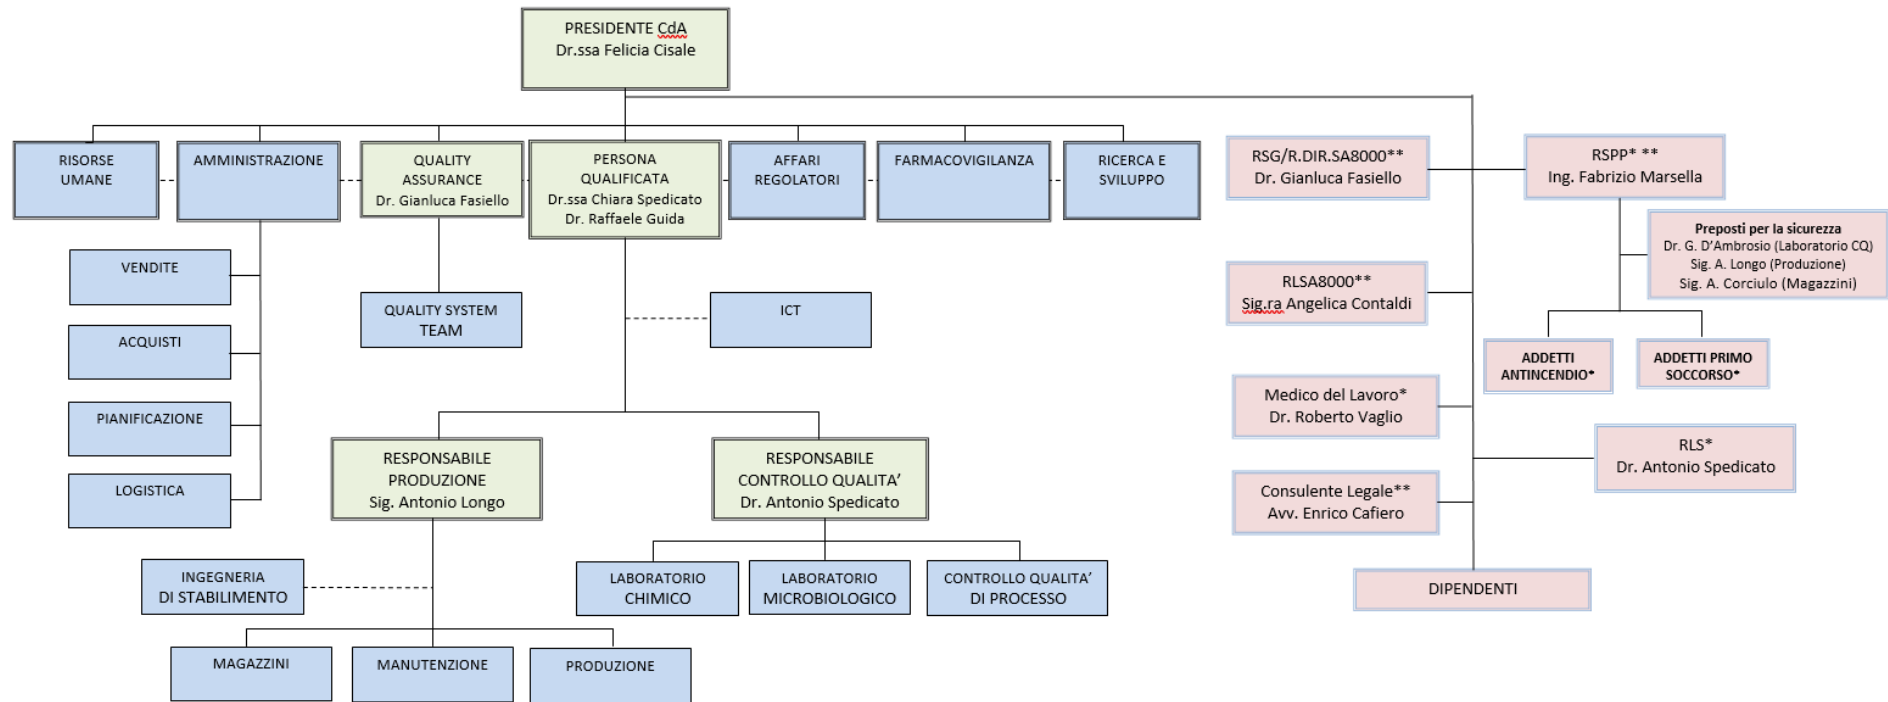 PRESIDENTE CdA
Dr.ssa Felicia Cisale
RISORSE
UMANE
AMMINISTRAZIONE
QUALITY
ASSURANCE
Dr. Gianluca Fasiello
PERSONA
QUALIFICATA
Dr.ssa Chiara Spedicato
Dr. Raffaele Guida
AFFARI
REGOLATORI
FARMACOVIGILANZA
RICERCA E
SVILUPPO
VENDITE
ACQUISTI
PIANIFICAZIONE
LOGISTICA
QUALITY SYSTEM
TEAM
ICT
RESPONSABILE
PRODUZIONE
Sig. Antonio Longo
RESPONSABILE
CONTROLLO QUALITA’
Dr. Antonio Spedicato
INGEGNERIA
DI STABILIMENTO
LABORATORIO
CHIMICO
LABORATORIO
MICROBIOLOGICO
CONTROLLO QUALITA’
DI PROCESSO
MAGAZZINI
MANUTENZIONE
PRODUZIONE
RSG/R.DIR.SA8000**
Dr. Gianluca Fasiello
RSPP* **
Ing. Fabrizio Marsella
Preposti per la sicurezza
Dr. G. D’Ambrosio (Laboratorio CQ)
Sig. A. Longo (Produzione)
Sig. A. Corciulo (Magazzini)
RLSA8000**
Sig.ra Angelica Contaldi
ADDETTI
ANTINCENDIO*
ADDETTI PRIMO
SOCCORSO*
Medico del Lavoro*
Dr. Roberto Vaglio
RLS*
Dr. Antonio Spedicato
Consulente Legale**
Avv. Enrico Cafiero
DIPENDENTI